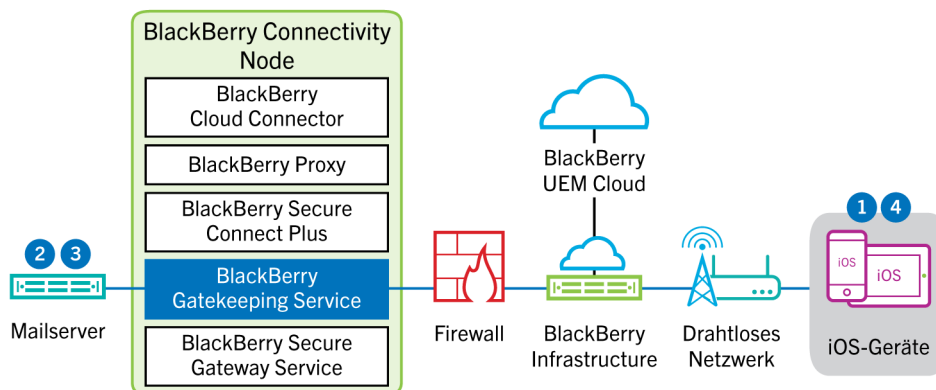 BlackBerry Connectivity
Node
BlackBerry
Cloud Connector
BlackBerry Proxy
BlackBerry Secure
Connect Plus
BlackBerry
Gatekeeping Service
BlackBerry Secure
Gateway Service
2 3
Mailserver
Firewall
BlackBerry
UEM Cloud
BlackBerry
Infrastructure
Drahtloses
Netzwerk
1 4
iOS
iOS
iOS-Geräte